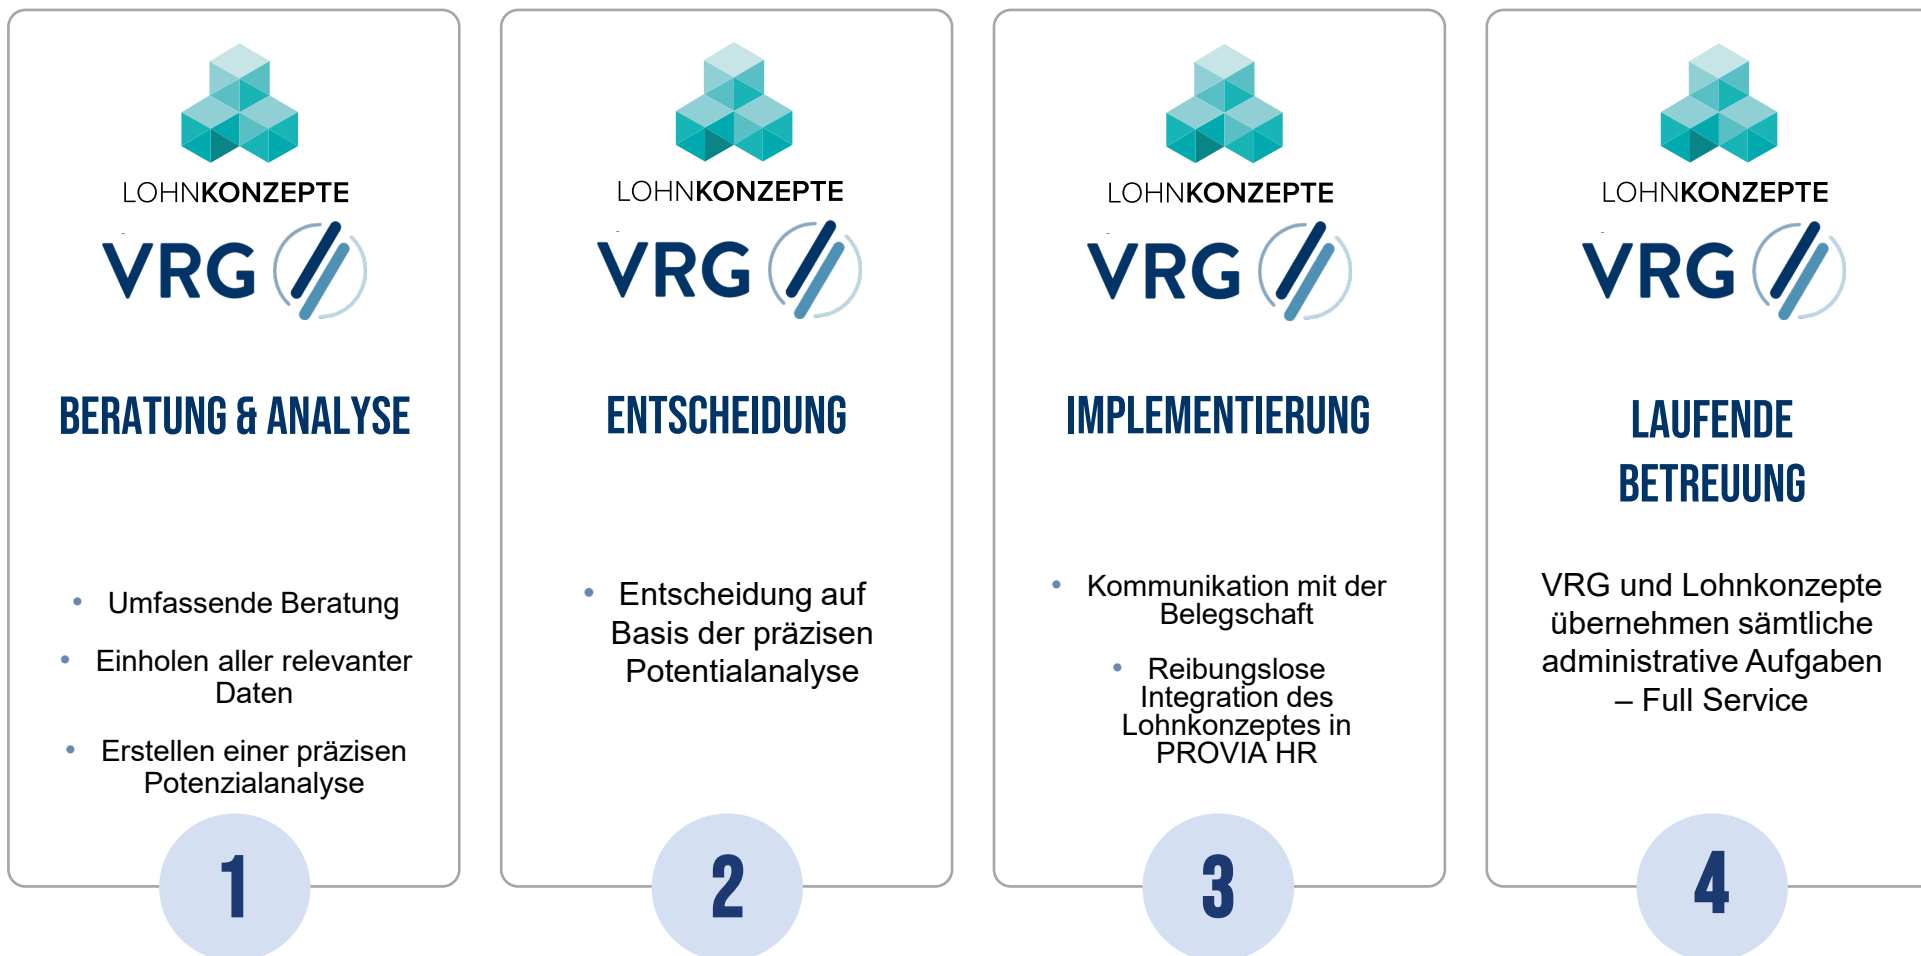 LOHNKONZEPTE
VRG
BERATUNG & ANALYSE
• Umfassende Beratung
• Einholen aller relevanter
Daten
• Erstellen einer präzisen
Potenzialanalyse
1
LOHNKONZEPTE
VRG
ENTSCHEIDUNG
• Entscheidung auf
Basis der präzisen
Potentialanalyse
2
LOHNKONZEPTE
VRG
IMPLEMENTIERUNG
• Kommunikation mit der
Belegschaft
• Reibungslose
Integration des
Lohnkonzeptes in
PROVIA HR
3
LOHNKONZEPTE
VRG
LAUFENDE
BETREUUNG
VRG und Lohnkonzepte
übernehmen sämtliche
administrative Aufgaben
– Full Service
4